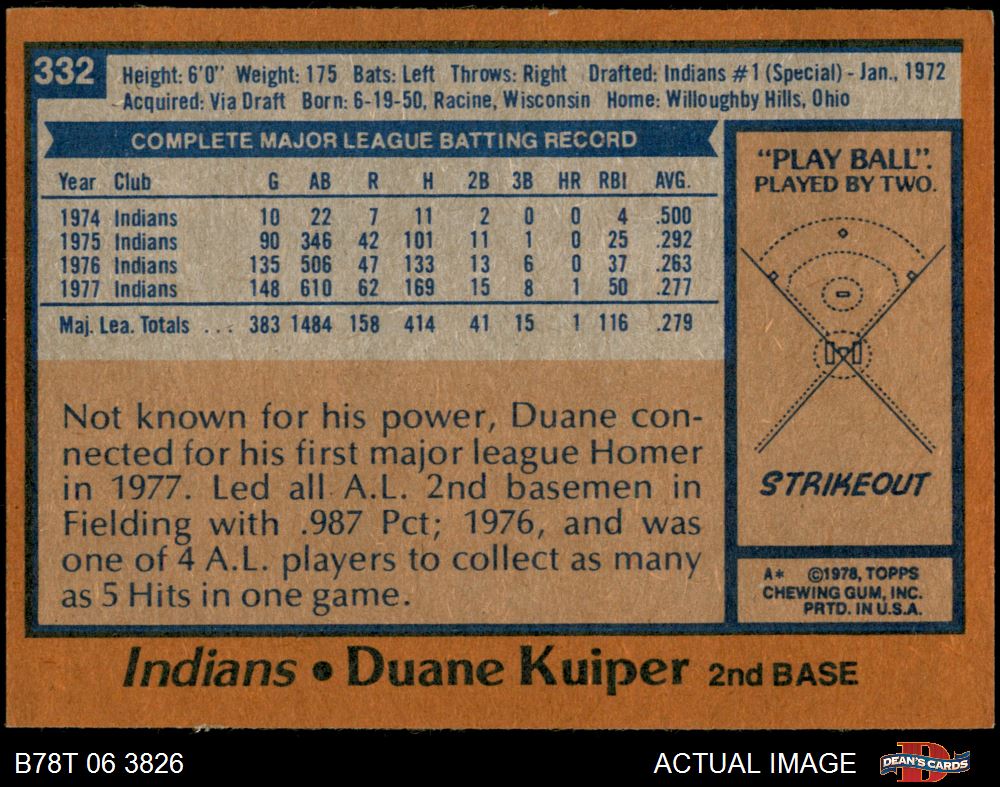 332
Height: 6'0" Weight: 175 Bats: Left Throws: Right Drafted: Indians #1 (Special) - Jan., 1972
Acquired: Via Draft Born: 6-19-50, Racine, Wisconsin Home: Willoughby Hills, Ohio
COMPLETE MAJOR LEAGUE BATTING RECORD
Year Club G AB R H 2B 3B HR RBI AVG.
1974 Indians 10 22 7 11 2 0 0 4 .500
1975 Indians 90 346 42 101 11 1 0 25 .292
1976 Indians 135 506 47 133 13 6 0 37 .263
1977 Indians 148 610 62 169 15 8 1 50 .277
Maj. Lea. Totals ... 383 1484 158 414 41 15 1 116 .279
Not known for his power, Duane con-
nected for his first major league Homer
in 1977. Led all A.L. 2nd basemen in
Fielding with .987 Pct; 1976, and was
one of 4 A.L. players to collect as many
as 5 Hits in one game.
"PLAY BALL".
PLAYED BY TWO.
STRIKEOUT
A* ©1978, TOPPS
CHEWING GUM, INC.
PRTD. IN U.S.A.
Indians • Duane Kuiper 2nd BASE
B78T 06 3826
ACTUAL IMAGE
D
DEAN'S CARDS